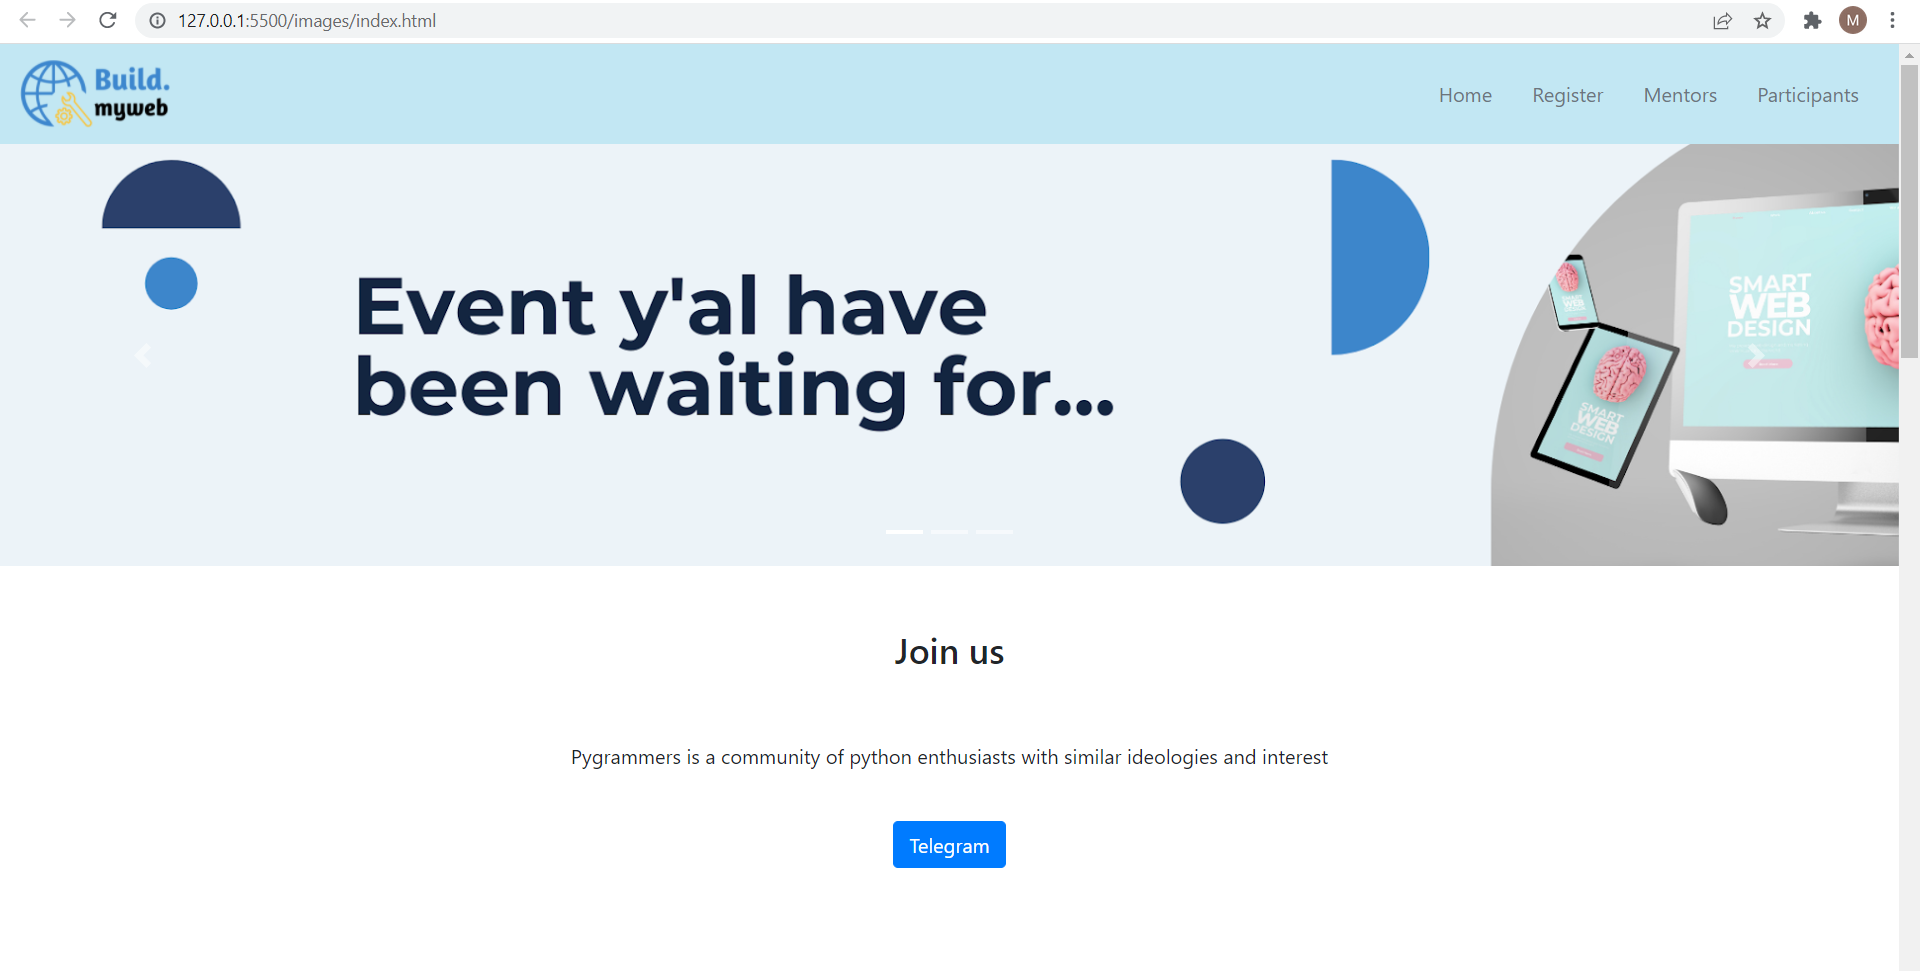 127.0.0.1:5500/images/index.html
M
Build.
myweb
Home Register Mentors Participants
Event y'al have
been waiting for...
SMART
WEB
DESIGN
SMART
WEB
DESIGN
Join us
Pygrammers is a community of python enthusiasts with similar ideologies and interest
Telegram